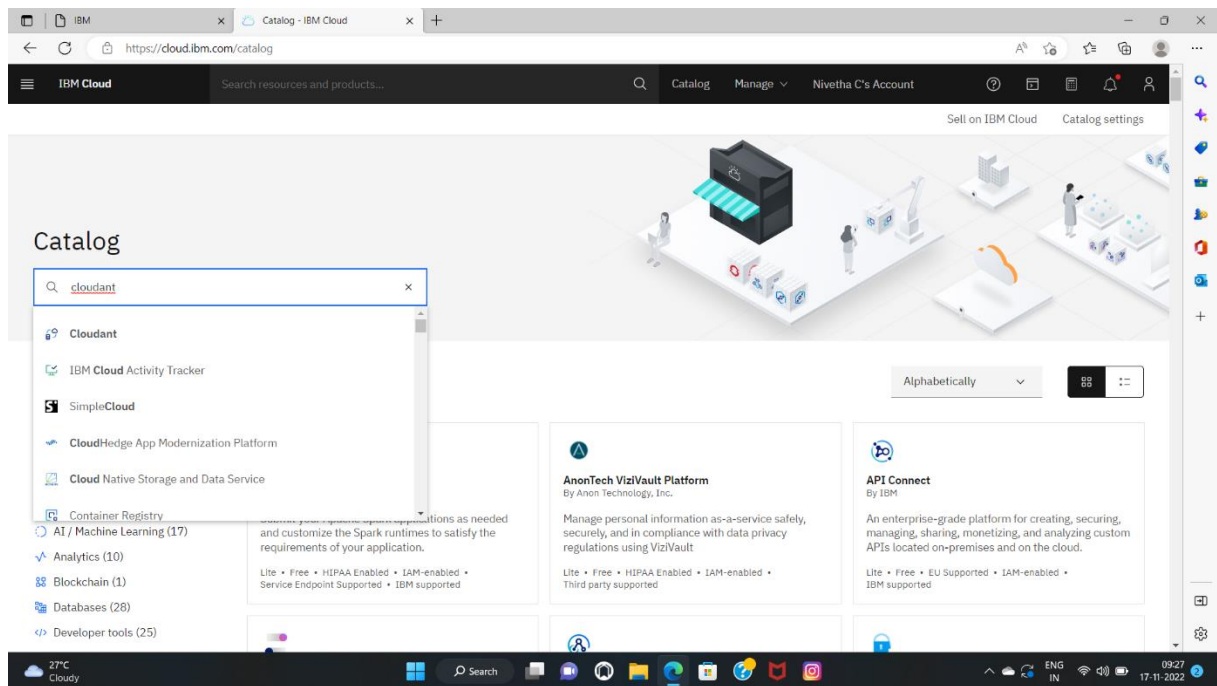 IBM
Catalog - IBM Cloud
https://cloud.ibm.com/catalog
IBM Cloud
Search resources and products...
Catalog
Manage
Nivetha C's Account
Sell on IBM Cloud
Catalog settings
Catalog
cloudant
Cloudant
IBM Cloud Activity Tracker
SimpleCloud
CloudHedge App Modernization Platform
Cloud Native Storage and Data Service
Container Registry
Alphabetically
AI / Machine Learning (17)
Analytics (10)
Blockchain (1)
Databases (28)
Developer tools (25)
Submit your Apache Spark applications as needed
and customize the Spark runtimes to satisfy the
requirements of your application.
Lite • Free • HIPAA Enabled • IAM-enabled •
Service Endpoint Supported • IBM supported
AnonTech ViziVault Platform
By Anon Technology, Inc.
Manage personal information as-a-service safely,
securely, and in compliance with data privacy
regulations using ViziVault
Lite • Free • HIPAA Enabled • IAM-enabled •
Third party supported
API Connect
By IBM
An enterprise-grade platform for creating, securing,
managing, sharing, monetizing, and analyzing custom
APIs located on-premises and on the cloud.
Lite • Free • EU Supported • IAM-enabled •
IBM supported
27°C
Cloudy
Search
ENG
IN
09:27
17-11-2022
2